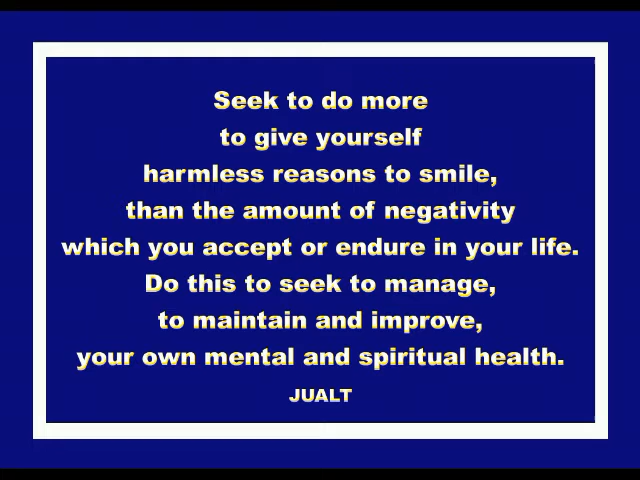 Seek to do more
to give yourself
harmless reasons to smile,
than the amount of negativity
which you accept or endure in your life.
Do this to seek to manage,
to maintain and improve,
your own mental and spiritual health.
JUALT